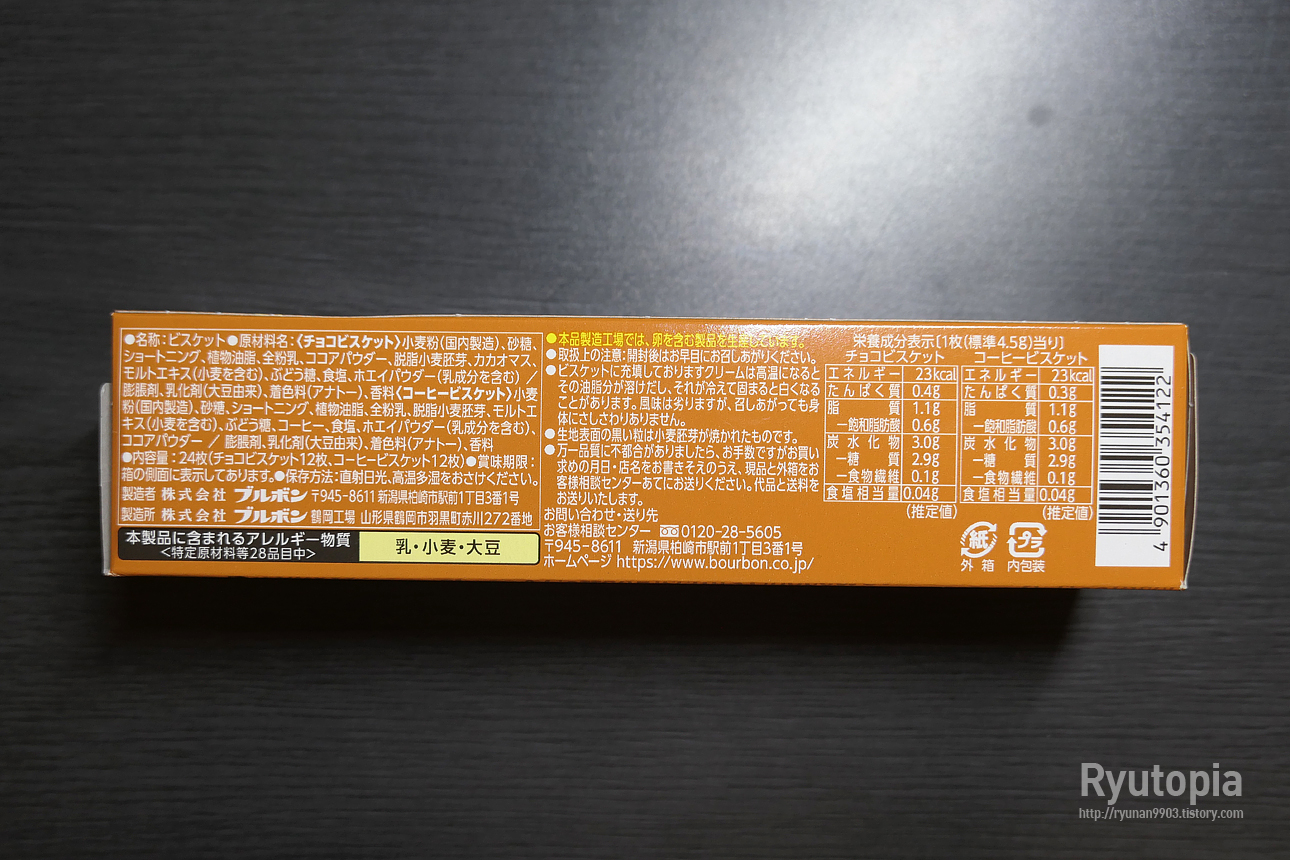 ●名称:ビスケット●原材料名:〈チョコビスケット〉小麦粉(国内製造)、砂糖、
ショートニング、植物油脂、全粉乳、ココアパウダー、脱脂小麦胚芽、カカオマス、
モルトエキス(小麦を含む)、ぶどう糖、食塩、ホエイパウダー(乳成分を含む) /
膨脹剤、乳化剤(大豆由来)、着色料(アナトー)、香料〈コーヒービスケット〉小麦
粉(国内製造)、砂糖、ショートニング、植物油脂、全粉乳、脱脂小麦胚芽、モルトエ
キス(小麦を含む)、ぶどう糖、コーヒー、食塩、ホエイパウダー(乳成分を含む)、
ココアパウダー / 膨脹剤、乳化剤(大豆由来)、着色料(アナトー)、香料
●内容量:24枚(チョコビスケット12枚、コーヒービスケット12枚)●賞味期限:
箱の側面に表示してあります。●保存方法:直射日光、高温多湿をおさけください。
製造者 株式会社 ブルボン 〒945-8611 新潟県柏崎市駅前1丁目3番1号
製造所 株式会社 ブルボン 鶴岡工場 山形県鶴岡市羽黒町赤川272番地
本製品に含まれるアレルギー物質
<特定原材料等28品目中>
乳・小麦・大豆
●本品製造工場では、卵を含む製品を生産しています。
●取扱上の注意:開封後はお早目にお召しあがりください。
●ビスケットに充填しておりますクリームは高温になると
その油脂分が溶けだし、それが冷えて固まると白くなる
ことがあります。風味は劣りますが、召しあがっても身
体にさしさわりありません。
●生地表面の黒い粒は小麦胚芽が焼かれたものです。
●万一品質に不都合がありましたら、お手数ですがお買い
求めの月日・店名をお書きそえのうえ、現品と外箱をお
客様相談センターあてにお送りください。代品と送料を
お送りいたします。
お問い合わせ・送り先
お客様相談センター 0120-28-5605
〒945-8611 新潟県柏崎市駅前1丁目3番1号
ホームページ https://www.bourbon.co.jp/
栄養成分表示[1枚(標準4.58)当り]
チョコビスケット コーヒービスケット
エネルギー 23kcal エネルギー 23kcal
たんぱく質 0.4g たんぱく質 0.3g
脂質 1.1g 脂質 1.1g
-飽和脂肪酸 0.6g -飽和脂肪酸 0.6g
炭水化物 3.0g 炭水化物 3.0g
-糖質 2.9g -糖質 2.9g
-食物繊維 0.1g -食物繊維 0.1g
食塩相当量 0.04g 食塩相当量 0.04g
(推定値) (推定値)
紙 プラ
外箱 内包装
4 901360 354122
Ryutopia
http://ryunan9903.tistory.com